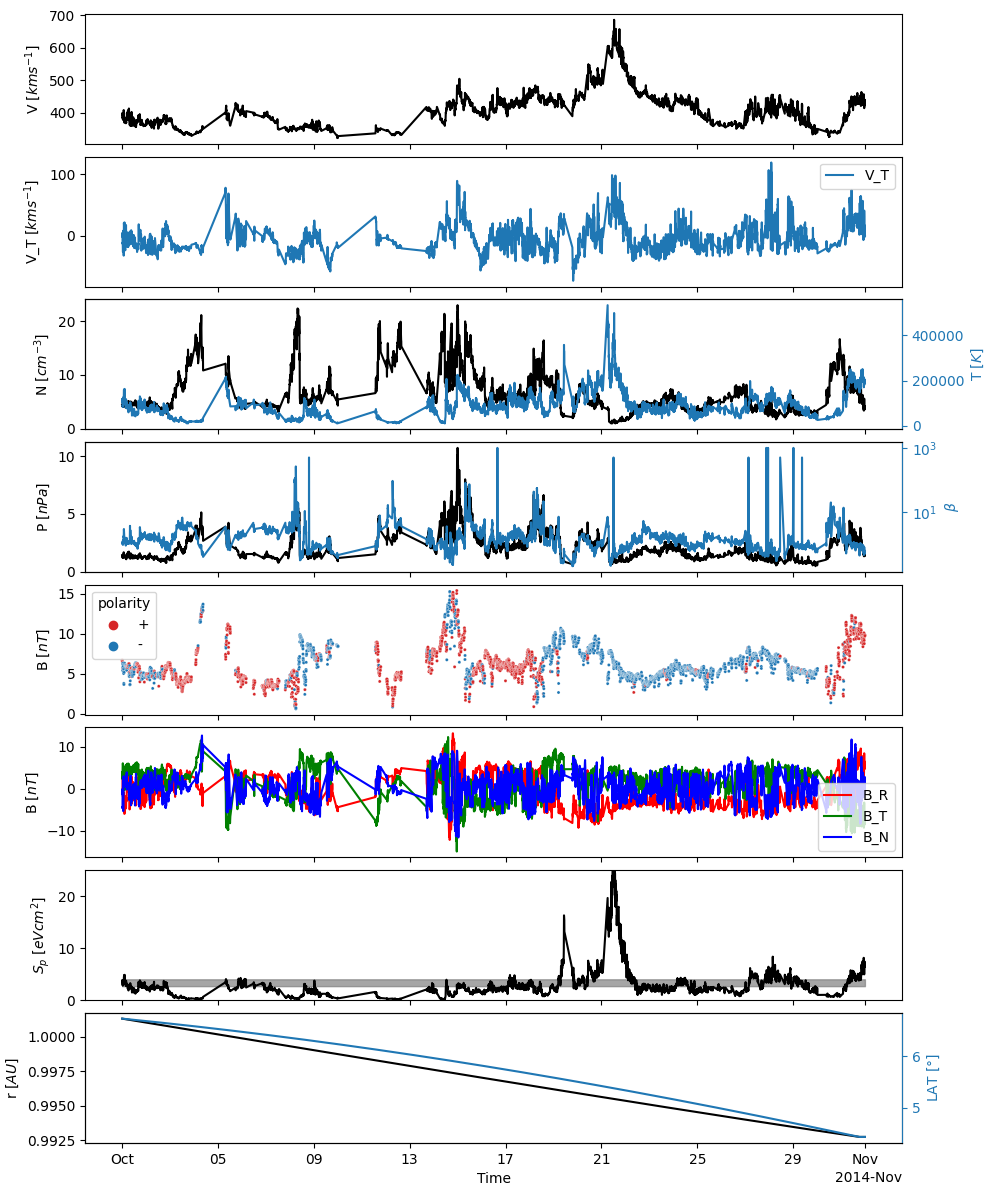 700
600
500
400
V [kms⁻¹]
100
0
V_T [kms⁻¹]
V_T
20
10
0
N [cm⁻³]
400000
200000
0
T [K]
10
5
0
P [nPa]
10³
10¹
β
15
10
5
0
B [nT]
polarity
+
-
10
0
−10
B [nT]
B_R
B_T
B_N
20
10
0
Sₚ [eVcm²]
1.0000
0.9975
0.9950
0.9925
r [AU]
6
5
LAT [°]
Oct 05 09 13 17 21 25 29 Nov
Time
2014-Nov